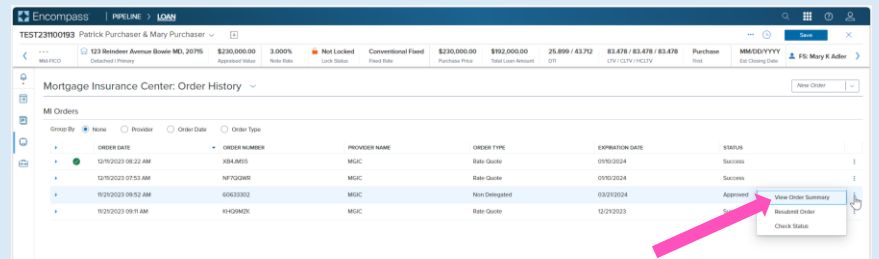 Encompass® PIPELINE > LOAN
TEST231100193 Patrick Purchaser & Mary Purchaser
Save
--- 123 Reindeer Avenue Bowie MD, 20715 $230,000.00 3.000% Not Locked Conventional Fixed $230,000.00 $192,000.00 25.899 / 43.712 83.478 / 83.478 / 83.478 Purchase MM/DD/YYYY FS: Mary K Adler
Mid-FICO Detached | Primary Appraised Value Note Rate Lock Status Fixed Rate Purchase Price Total Loan Amount DTI LTV / CLTV / HCLTV First Est Closing Date
Mortgage Insurance Center: Order History New Order
MI Orders
Group By None Provider Order Date Order Type
ORDER DATE ORDER NUMBER PROVIDER NAME ORDER TYPE EXPIRATION DATE STATUS
12/11/2023 08:22 AM XB4JMSS MGIC Rate Quote 01/10/2024 Success
12/11/2023 07:53 AM NF7QQWR MGIC Rate Quote 01/10/2024 Success
11/21/2023 09:52 AM 60633302 MGIC Non Delegated 03/21/2024 Approved
View Order Summary
11/21/2023 09:11 AM KHQ9MZK MGIC Rate Quote 12/21/2023
Resubmit Order
Check Status